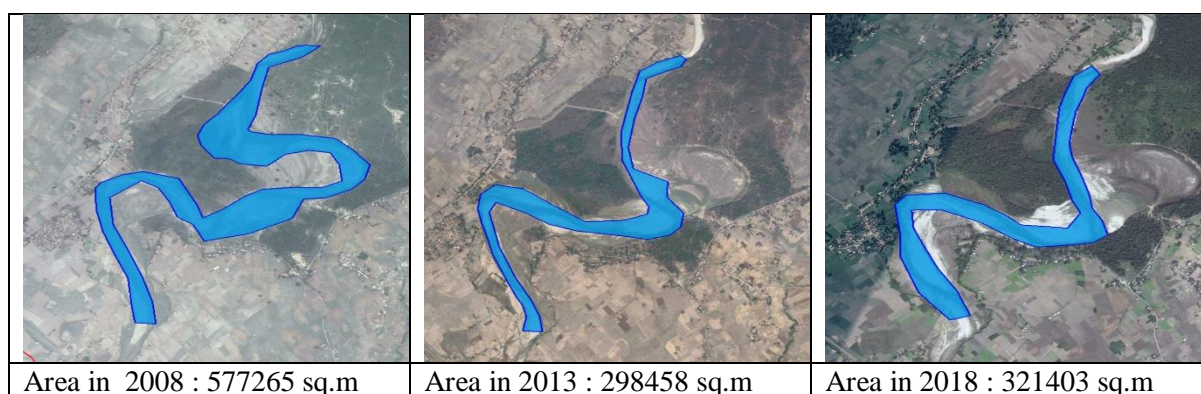 Area in  2008 : 577265 sq.m
Area in 2013 : 298458 sq.m
Area in 2018 : 321403 sq.m